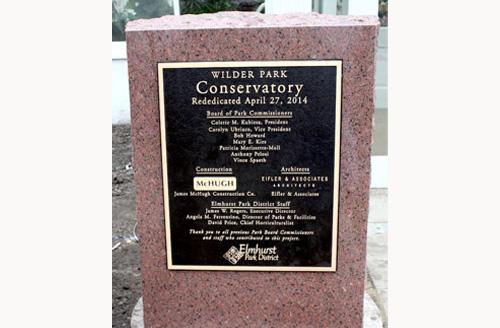 WILDER PARK
Conservatory
Rededicated April 27, 2014
Board of Park Commissioners
Colette M. Kubiesa, President
Carolyn Ubriaco, Vice President
Bob Howard
Mary E. Kies
Patricia Morissette-Moll
Anthony Pelosi
Vince Spaeth
Construction
McHUGH
James McHugh Construction Co.
Architects
EIFLER & ASSOCIATES
ARCHITECTS
Eifler & Associates
Elmhurst Park District Staff
James W. Rogers, Executive Director
Angela M. Ferrentino, Director of Parks & Facilities
David Price, Chief Horticulturalist
Thank you to all previous Park Board Commissioners
and staff who contributed to this project.
Elmhurst
Park District